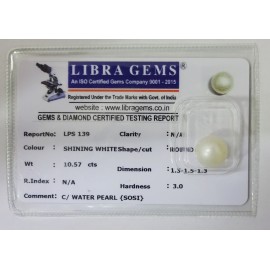 LIBRA GEMS
An ISO Certified Gems Company 9001 - 2015
Registered Under the Trade Marks with Govt. of India
website : www.libragems.co.in
GEMS & DIAMOND CERTIFIED TESTING REPORT
ReportNo: LPS 139 Clarity : N/A
Colour : SHINING WHITE Shape/cut : ROUND
Wt : 10.57 cts Dimension : 1.5-1.5-1.3
R.Index : N/A Hardness : 3.0
Comment : C/ WATER PEARL {SOSI}